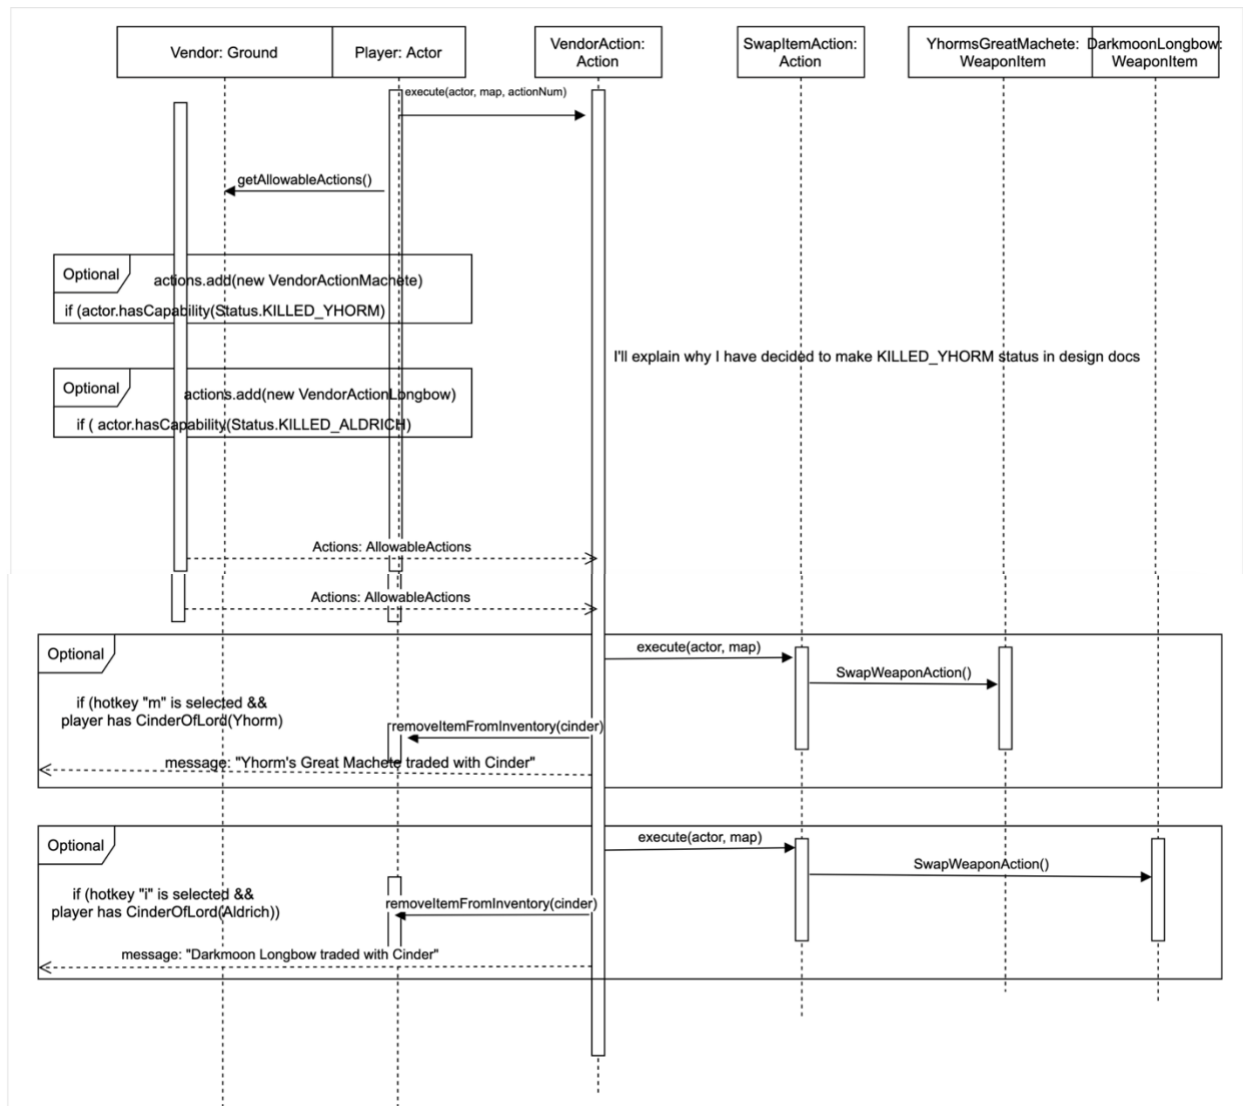 Vendor: Ground
Player: Actor
VendorAction:
Action
SwapItemAction:
Action
YhormsGreatMachete:
WeaponItem
DarkmoonLongbow:
WeaponItem
execute(actor, map, actionNum)
getAllowableActions()
Optional
actions.add(new VendorActionMachete)
if (actor.hasCapability(Status.KILLED_YHORM)
I'll explain why I have decided to make KILLED_YHORM status in design docs
Optional
actions.add(new VendorActionLongbow)
if ( actor.hasCapability(Status.KILLED_ALDRICH)
Actions: AllowableActions
Actions: AllowableActions
Optional
execute(actor, map)
SwapWeaponAction()
if (hotkey "m" is selected &&
player has CinderOfLord(Yhorm)
removeItemFromInventory(cinder)
message: "Yhorm's Great Machete traded with Cinder"
Optional
execute(actor, map)
SwapWeaponAction()
if (hotkey "i" is selected &&
player has CinderOfLord(Aldrich))
removeItemFromInventory(cinder)
message: "Darkmoon Longbow traded with Cinder"